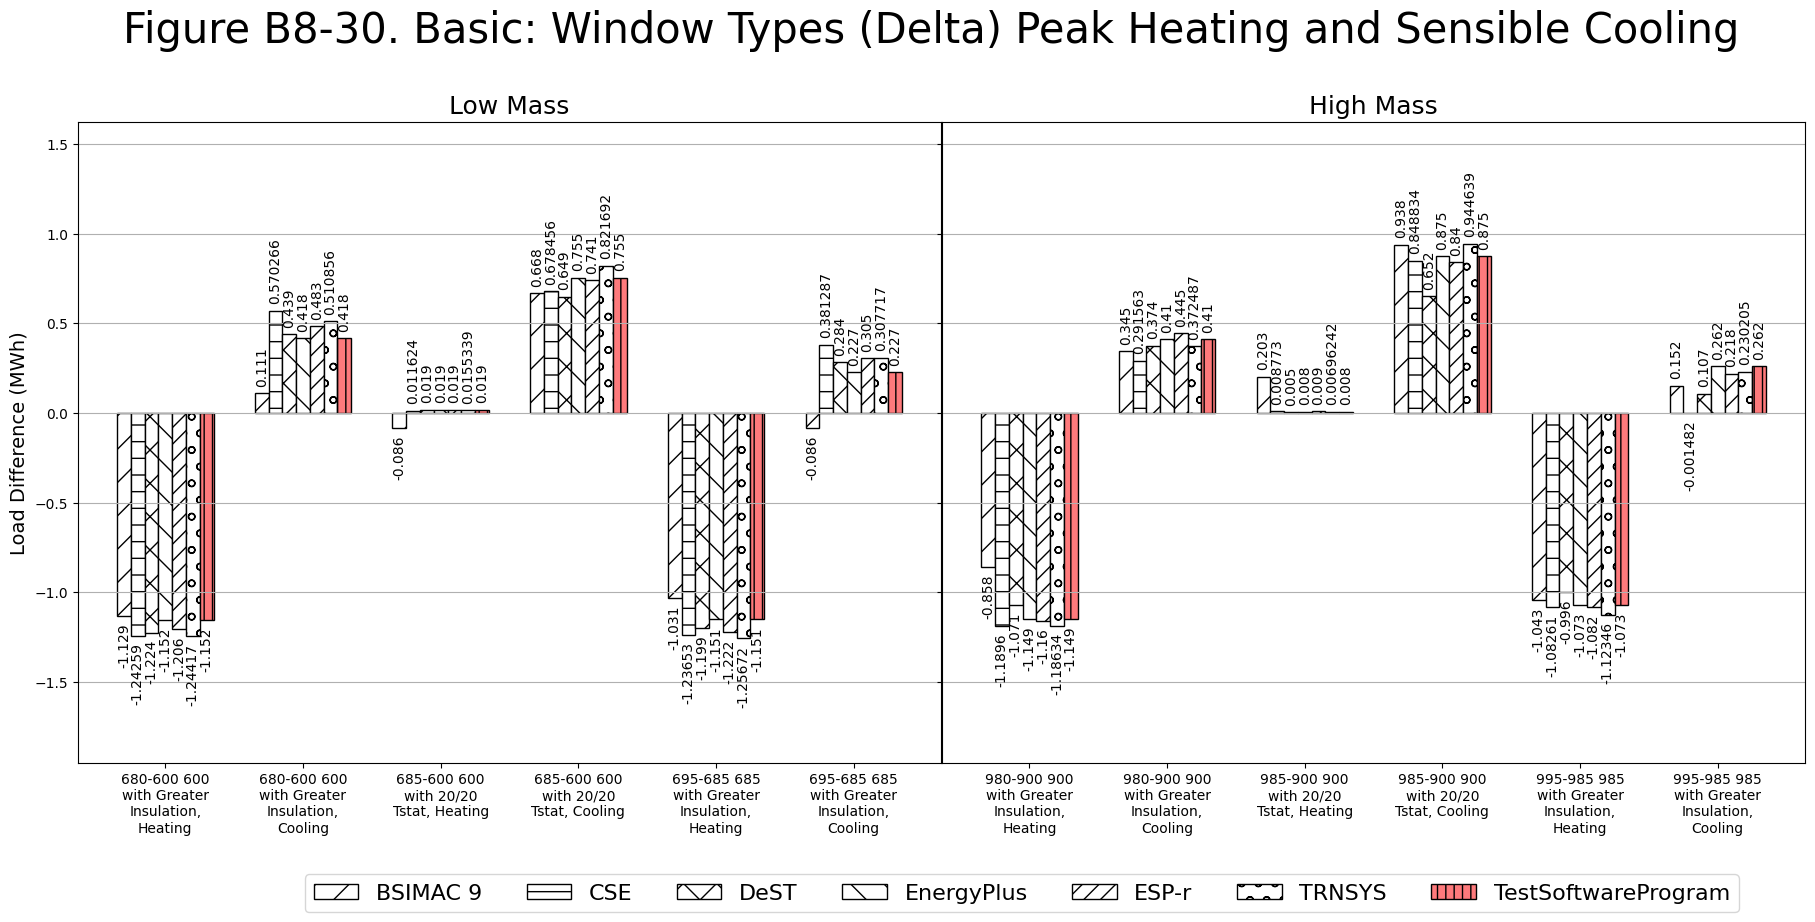 Figure B8-30. Basic: Window Types (Delta) Peak Heating and Sensible Cooling
Low Mass
High Mass
Load Difference (MWh)
1.5
1.0
0.5
0.0
−0.5
−1.0
−1.5
-1.129
-1.24259
-1.224
-1.152
-1.206
-1.24417
-1.152
0.111
0.570266
0.439
0.418
0.483
0.510856
0.418
-0.086
0.011624
0.019
0.019
0.019
0.0155339
0.019
0.668
0.678456
0.649
0.755
0.741
0.821692
0.755
-1.031
-1.23653
-1.199
-1.151
-1.222
-1.25672
-1.151
-0.086
0.381287
0.284
0.227
0.305
0.307717
0.227
-0.858
-1.1896
-1.071
-1.149
-1.16
-1.18634
-1.149
0.345
0.291563
0.374
0.41
0.445
0.372487
0.41
0.203
0.008773
0.005
0.008
0.009
0.00696242
0.008
0.938
0.848834
0.652
0.875
0.84
0.944639
0.875
-1.043
-1.08261
-0.996
-1.073
-1.082
-1.12346
-1.073
0.152
-0.001482
0.107
0.262
0.218
0.230205
0.262
680-600 600
with Greater
Insulation,
Heating
680-600 600
with Greater
Insulation,
Cooling
685-600 600
with 20/20
Tstat, Heating
685-600 600
with 20/20
Tstat, Cooling
695-685 685
with Greater
Insulation,
Heating
695-685 685
with Greater
Insulation,
Cooling
980-900 900
with Greater
Insulation,
Heating
980-900 900
with Greater
Insulation,
Cooling
985-900 900
with 20/20
Tstat, Heating
985-900 900
with 20/20
Tstat, Cooling
995-985 985
with Greater
Insulation,
Heating
995-985 985
with Greater
Insulation,
Cooling
BSIMAC 9
CSE
DeST
EnergyPlus
ESP-r
TRNSYS
TestSoftwareProgram